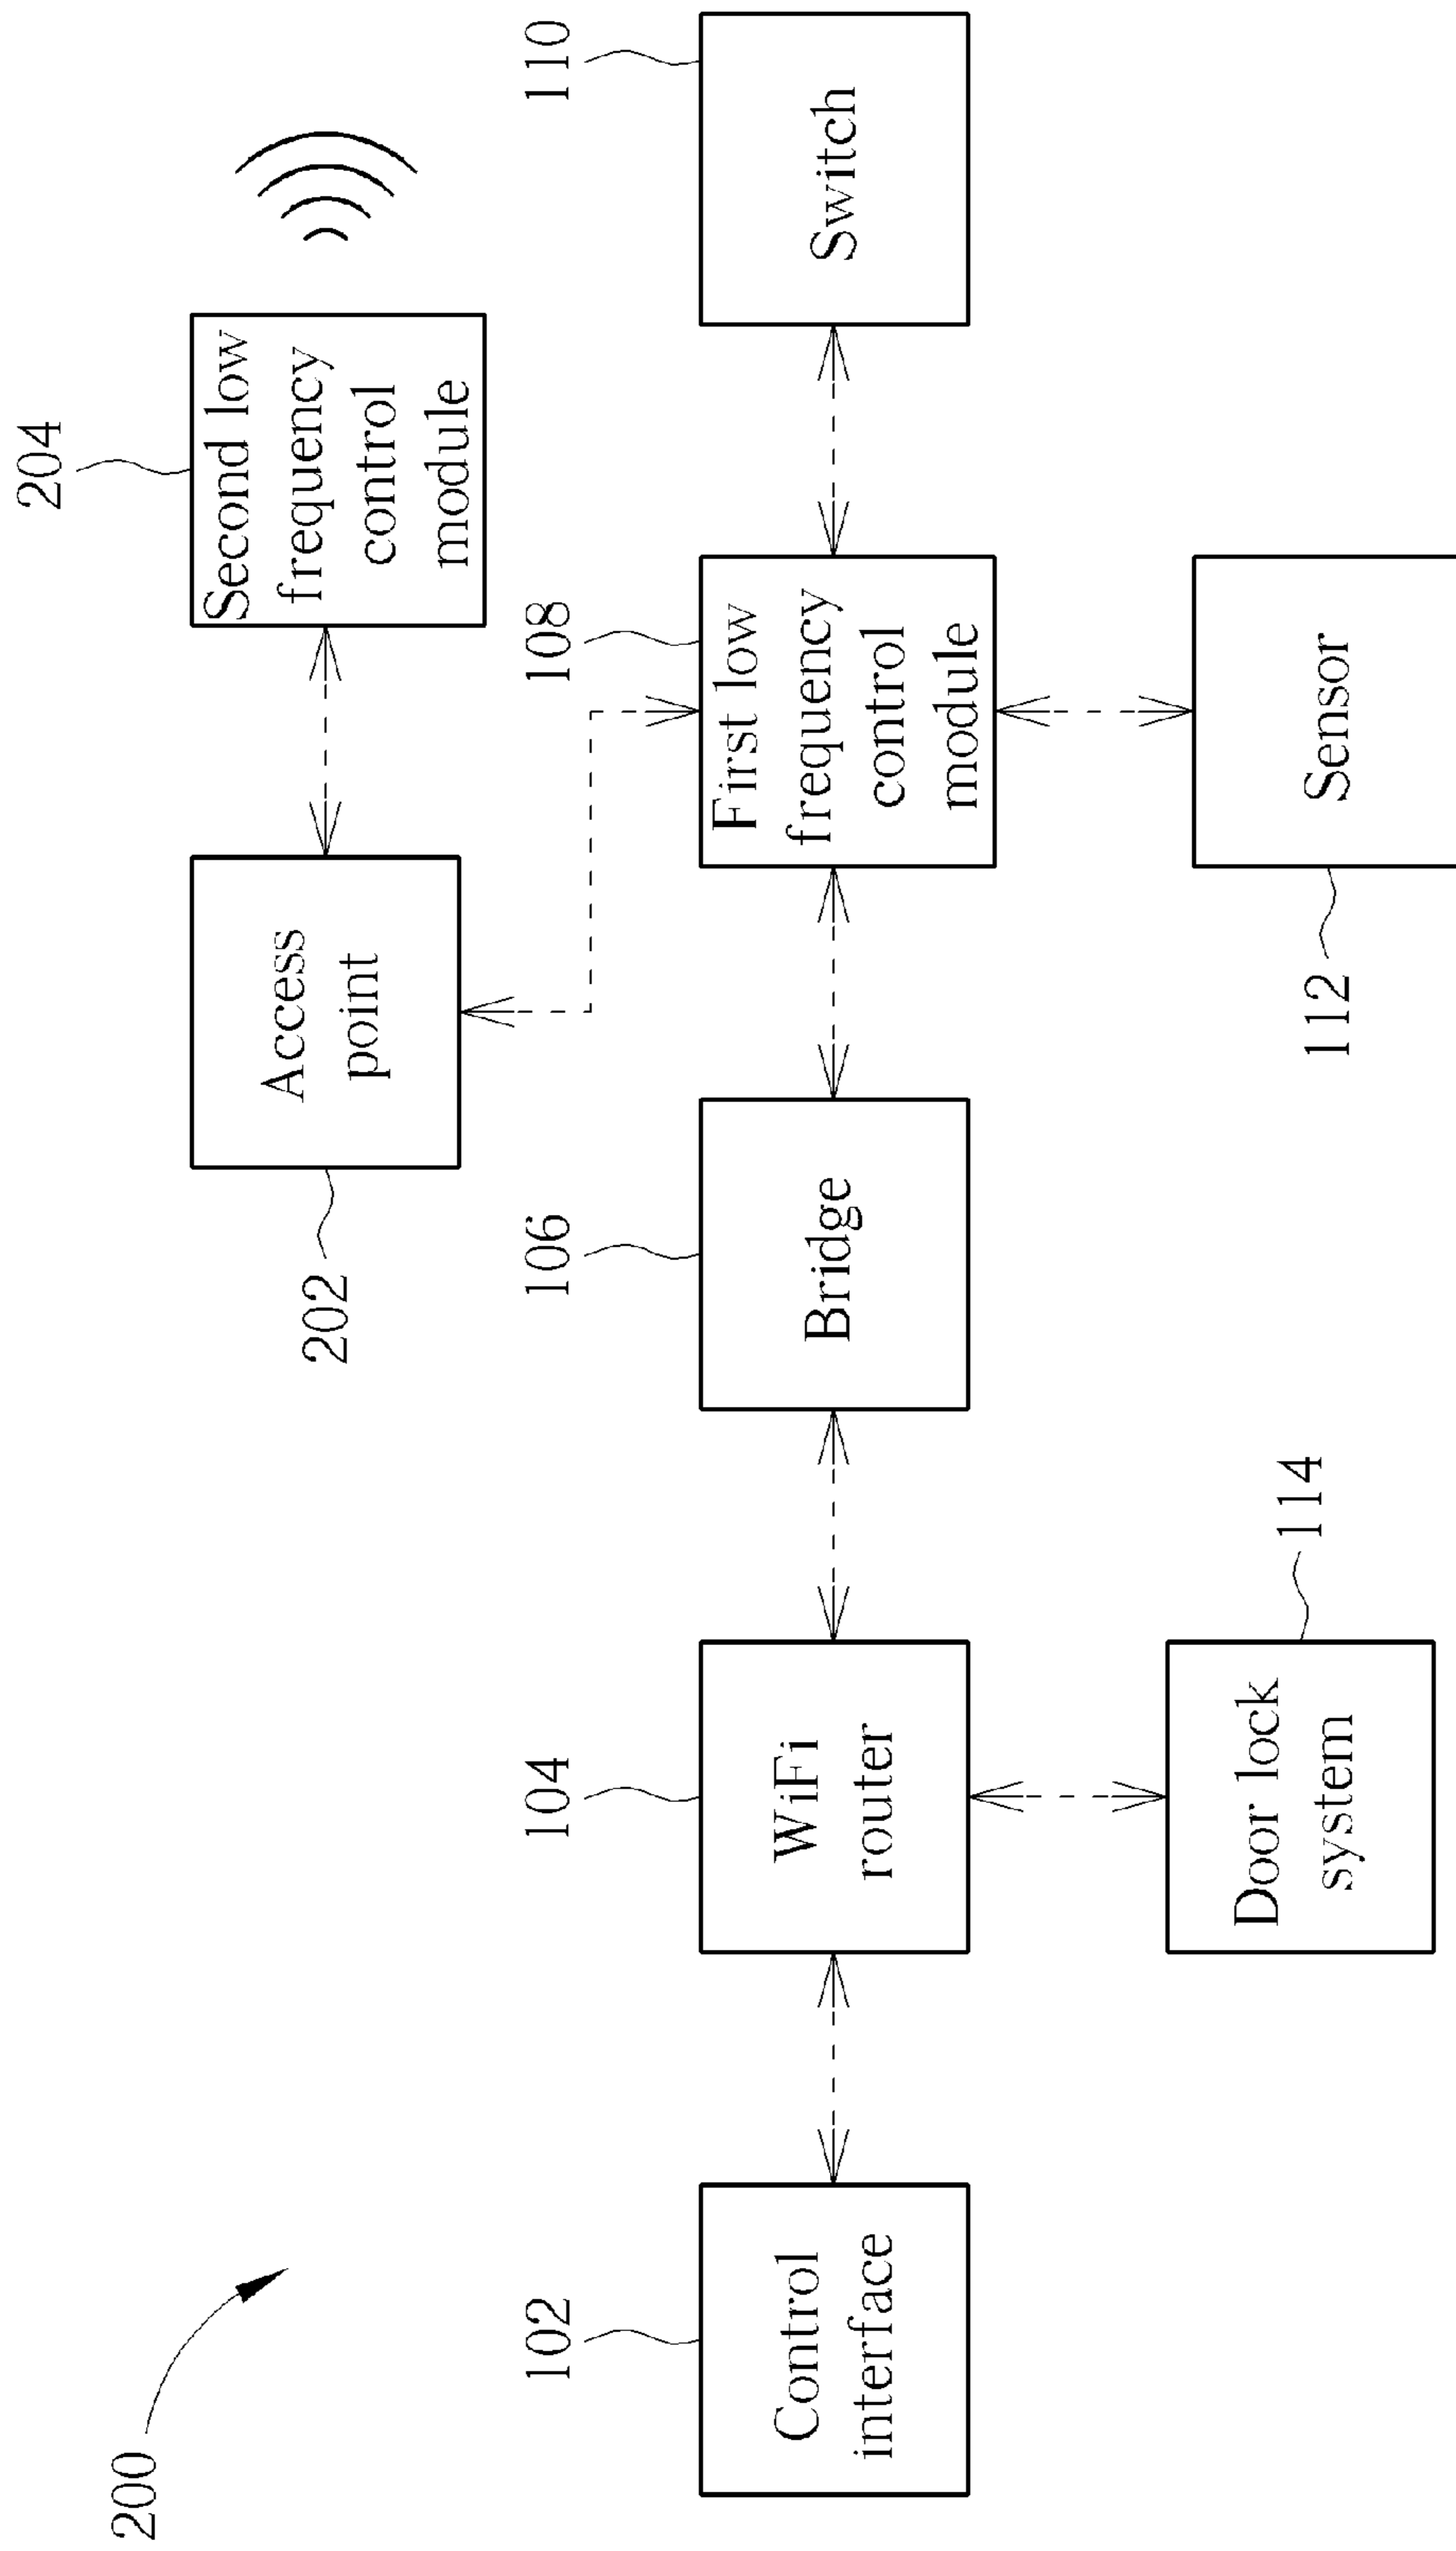 200
202
Access
point
204
Second low
frequency
control
module
102
Control
interface
104
WiFi
router
106
Bridge
108
First low
frequency
control
module
110
Switch
Door lock
system
114
112
Sensor